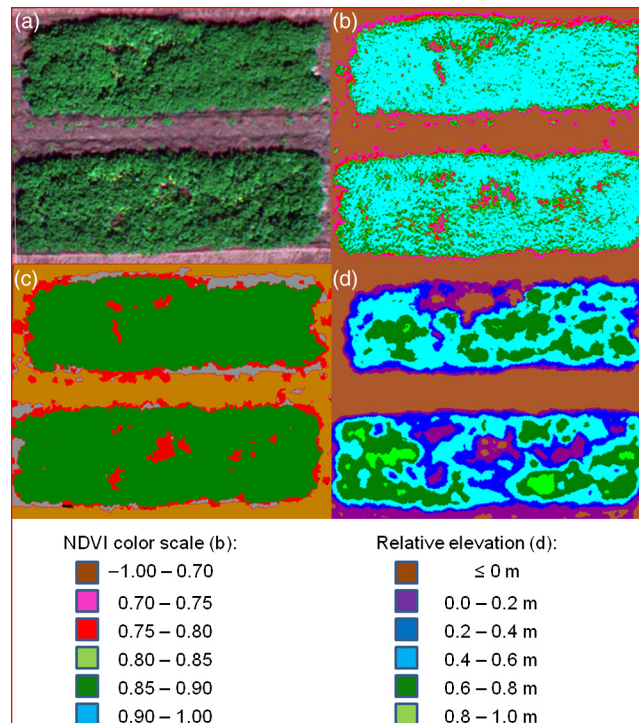 (a)
(b)
(c)
(d)
NDVI color scale (b):
−1.00 – 0.70
0.70 – 0.75
0.75 – 0.80
0.80 – 0.85
0.85 – 0.90
0.90 – 1.00
Relative elevation (d):
≤ 0 m
0.0 – 0.2 m
0.2 – 0.4 m
0.4 – 0.6 m
0.6 – 0.8 m
0.8 – 1.0 m